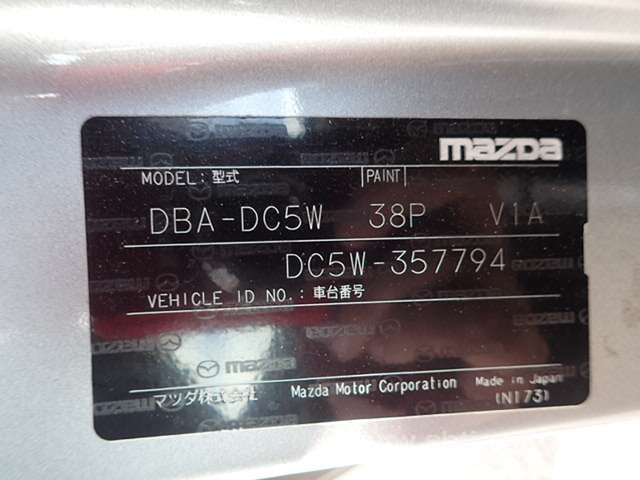 mazda
MODEL: 型式 PAINT
DBA-DC5W 38P V1A
DC5W-357794
VEHICLE ID NO.: 車台番号
mazda
マツダ株式会社 Mazda Motor Corporation Made in Japan
(N173)